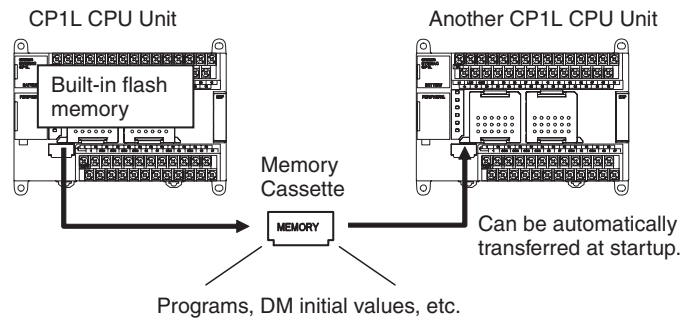 CP1L CPU Unit
Another CP1L CPU Unit
Built-in flash
memory
Memory
Cassette
MEMORY
Can be automatically
transferred at startup.
Programs, DM initial values, etc.